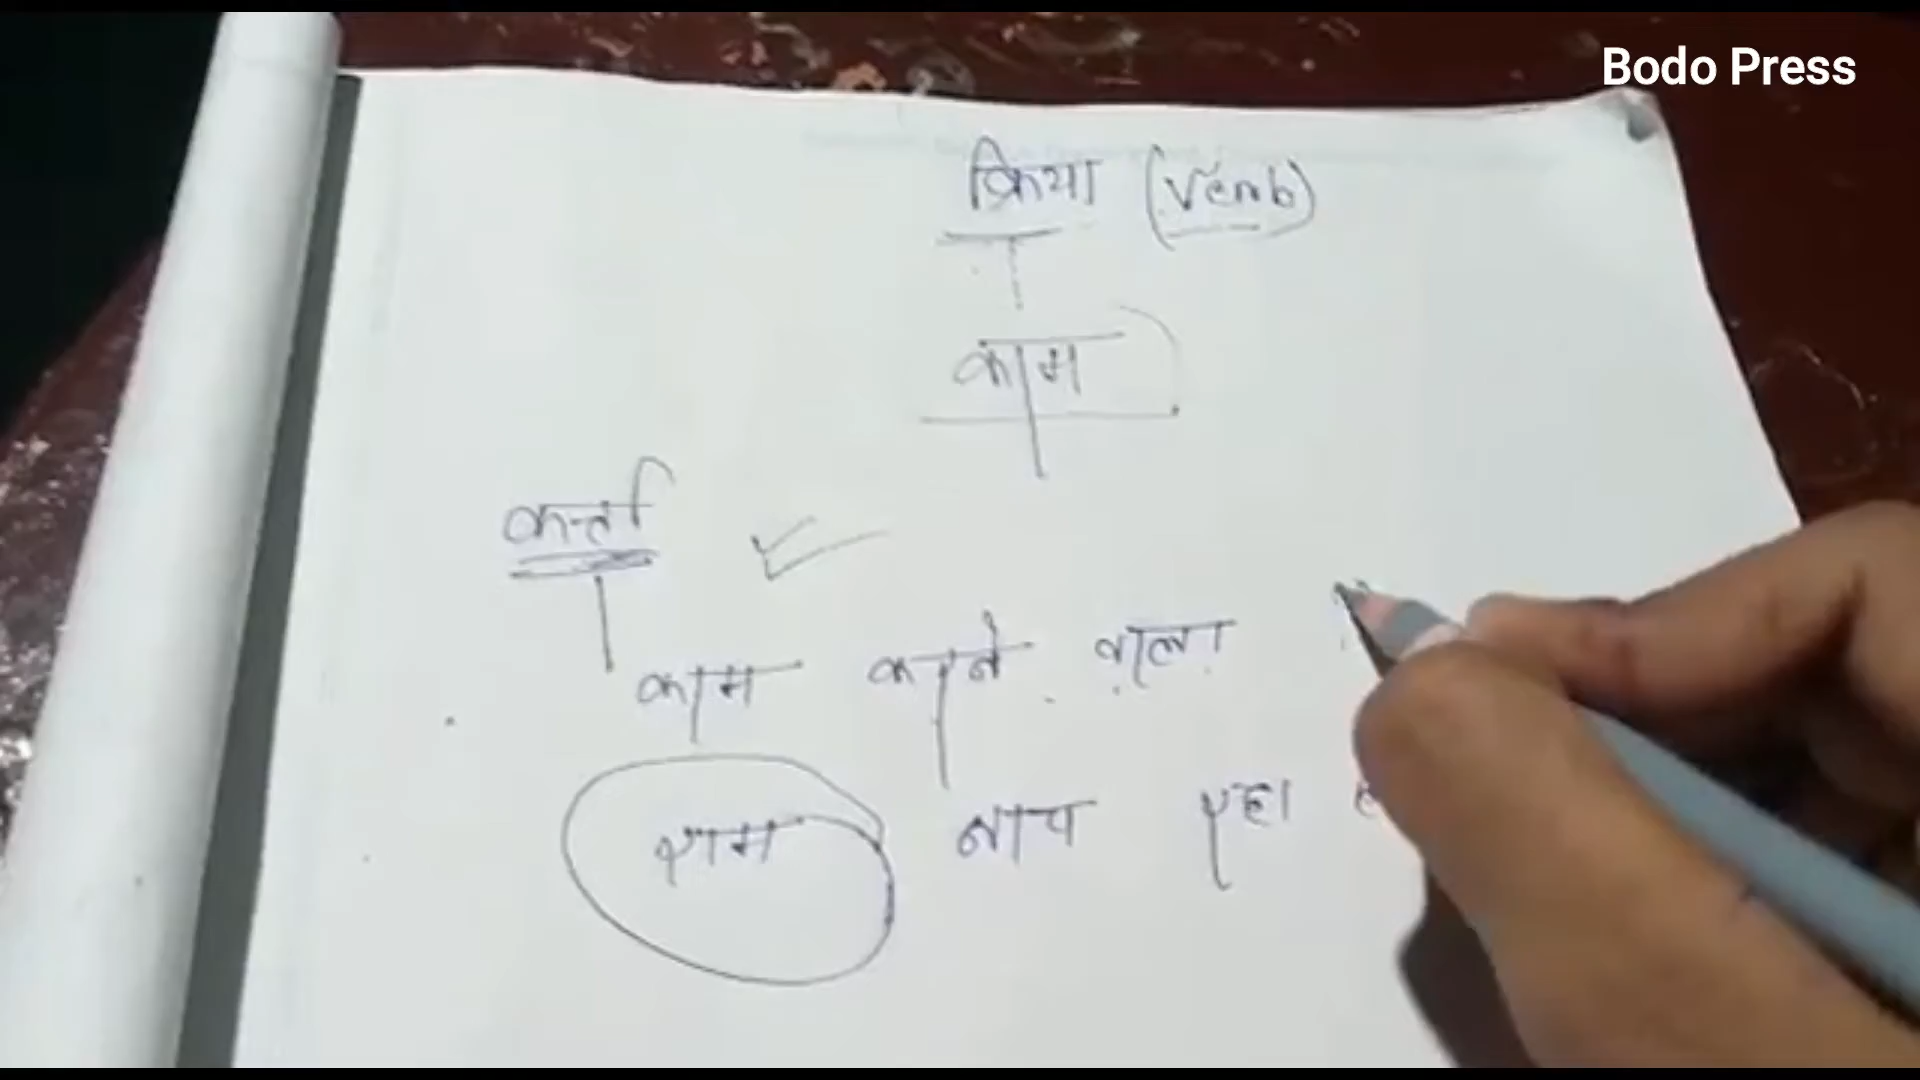 Bodo Press
क्रिया (Verb)
काम
कर्त्ता
काम करने वाला
राम नाच रहा